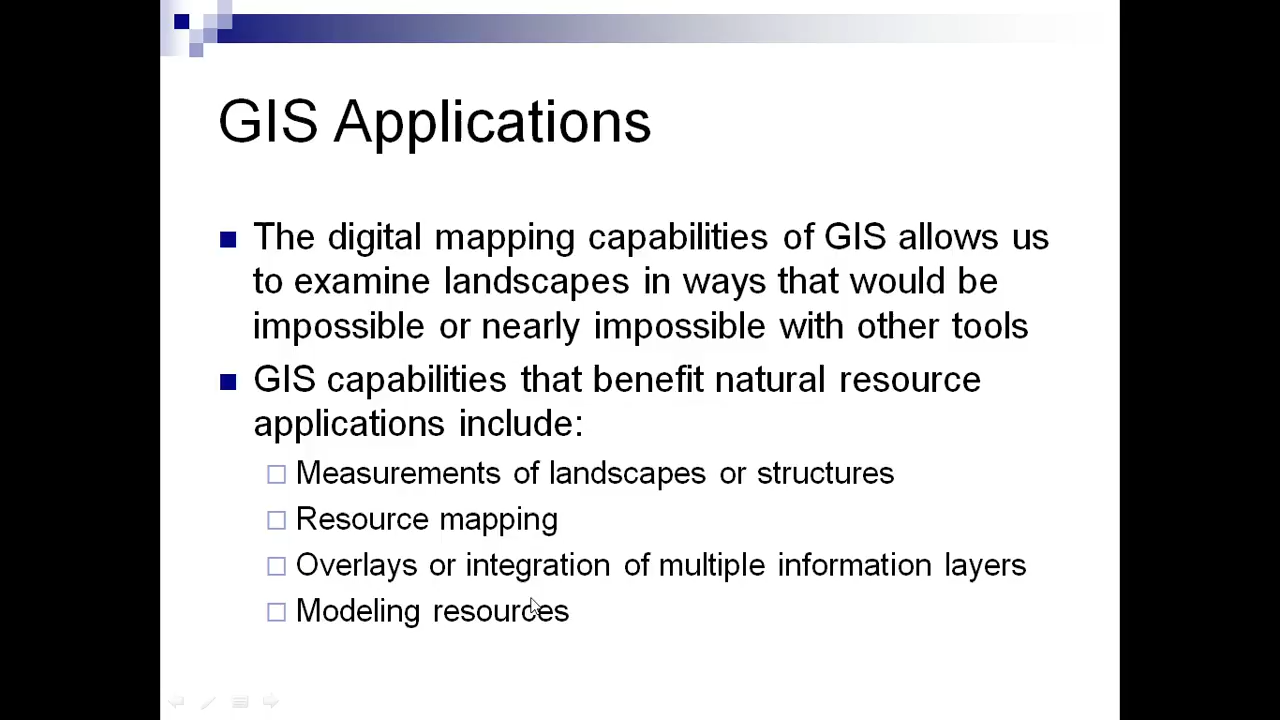 GIS Applications
The digital mapping capabilities of GIS allows us
to examine landscapes in ways that would be
impossible or nearly impossible with other tools
GIS capabilities that benefit natural resource
applications include:
Measurements of landscapes or structures
Resource mapping
Overlays or integration of multiple information layers
Modeling resources